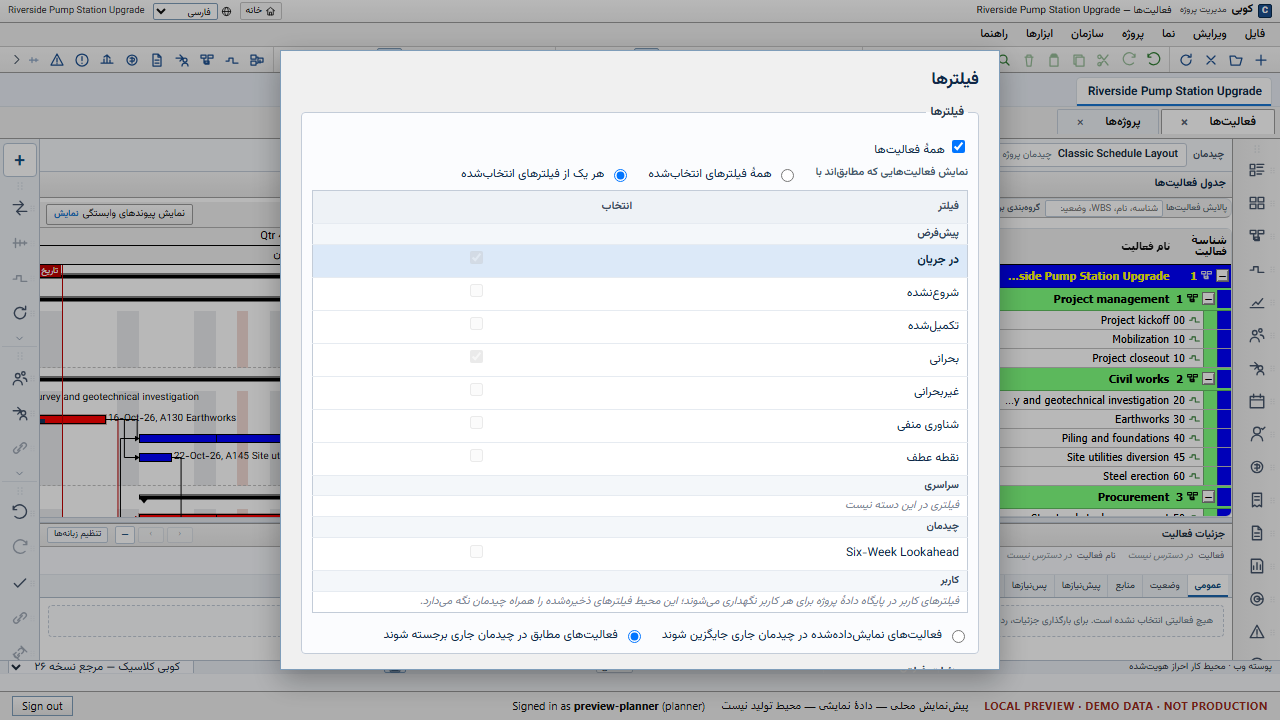 کوبی مدیریت پروژه فعالیت‌ها — Riverside Pump Station Upgrade
خانه فارسی Riverside Pump Station Upgrade
فایل ویرایش نما پروژه سازمان ابزارها راهنما
Riverside Pump Station Upgrade
فعالیت‌ها × پروژه‌ها ×
چیدمان Classic Schedule Layout چیدمان پروژه
جدول فعالیت‌ها
پالایش فعالیت‌ها شناسه، نام، WBS، وضعیت گروه‌بندی
نمایش پیوندهای وابستگی نمایش
شناسهٔ فعالیت نام فعالیت
1 ...side Pump Station Upgrade
1 Project management
00 Project kickoff
10 Mobilization
10 Project closeout
2 Civil works
20 ...y and geotechnical investigation
30 Earthworks
40 Piling and foundations
45 Site utilities diversion
60 Steel erection
3 Procurement
Qtr
تاریخ
urvey and geotechnical investigation
16-Oct-26, A130 Earthworks
22-Oct-26, A145 Site ut
فیلترها
فیلترها
همهٔ فعالیت‌ها
نمایش فعالیت‌هایی که مطابق‌اند با همهٔ فیلترهای انتخاب‌شده هر یک از فیلترهای انتخاب‌شده
فیلتر انتخاب
پیش‌فرض
در جریان
شروع‌نشده
تکمیل‌شده
بحرانی
غیربحرانی
شناوری منفی
نقطه عطف
سراسری
فیلتری در این دسته نیست
چیدمان
Six-Week Lookahead
کاربر
فیلترهای کاربر در پایگاه دادهٔ پروژه برای هر کاربر نگهداری می‌شوند؛ این محیط فیلترهای ذخیره‌شده را همراه چیدمان نگه می‌دارد.
فعالیت‌های نمایش‌داده‌شده در چیدمان جاری جایگزین شوند فعالیت‌های مطابق در چیدمان جاری برجسته شوند
جزئیات فعالیت
تنظیم زبانه‌ها
فعالیت در دسترس نیست نام فعالیت در دسترس نیست
عمومی وضعیت منابع پیش‌نیازها پس‌نیازها
هیچ فعالیتی انتخاب نشده است. برای بارگذاری جزئیات، رد
پوسته وب · محیط کار احراز هویت‌شده
کوبی کلاسیک — مرجع نسخه ۲۶
LOCAL PREVIEW · DEMO DATA · NOT PRODUCTION پیش‌نمایش محلی — دادهٔ نمایشی — محیط تولید نیست Signed in as preview-planner (planner) Sign out